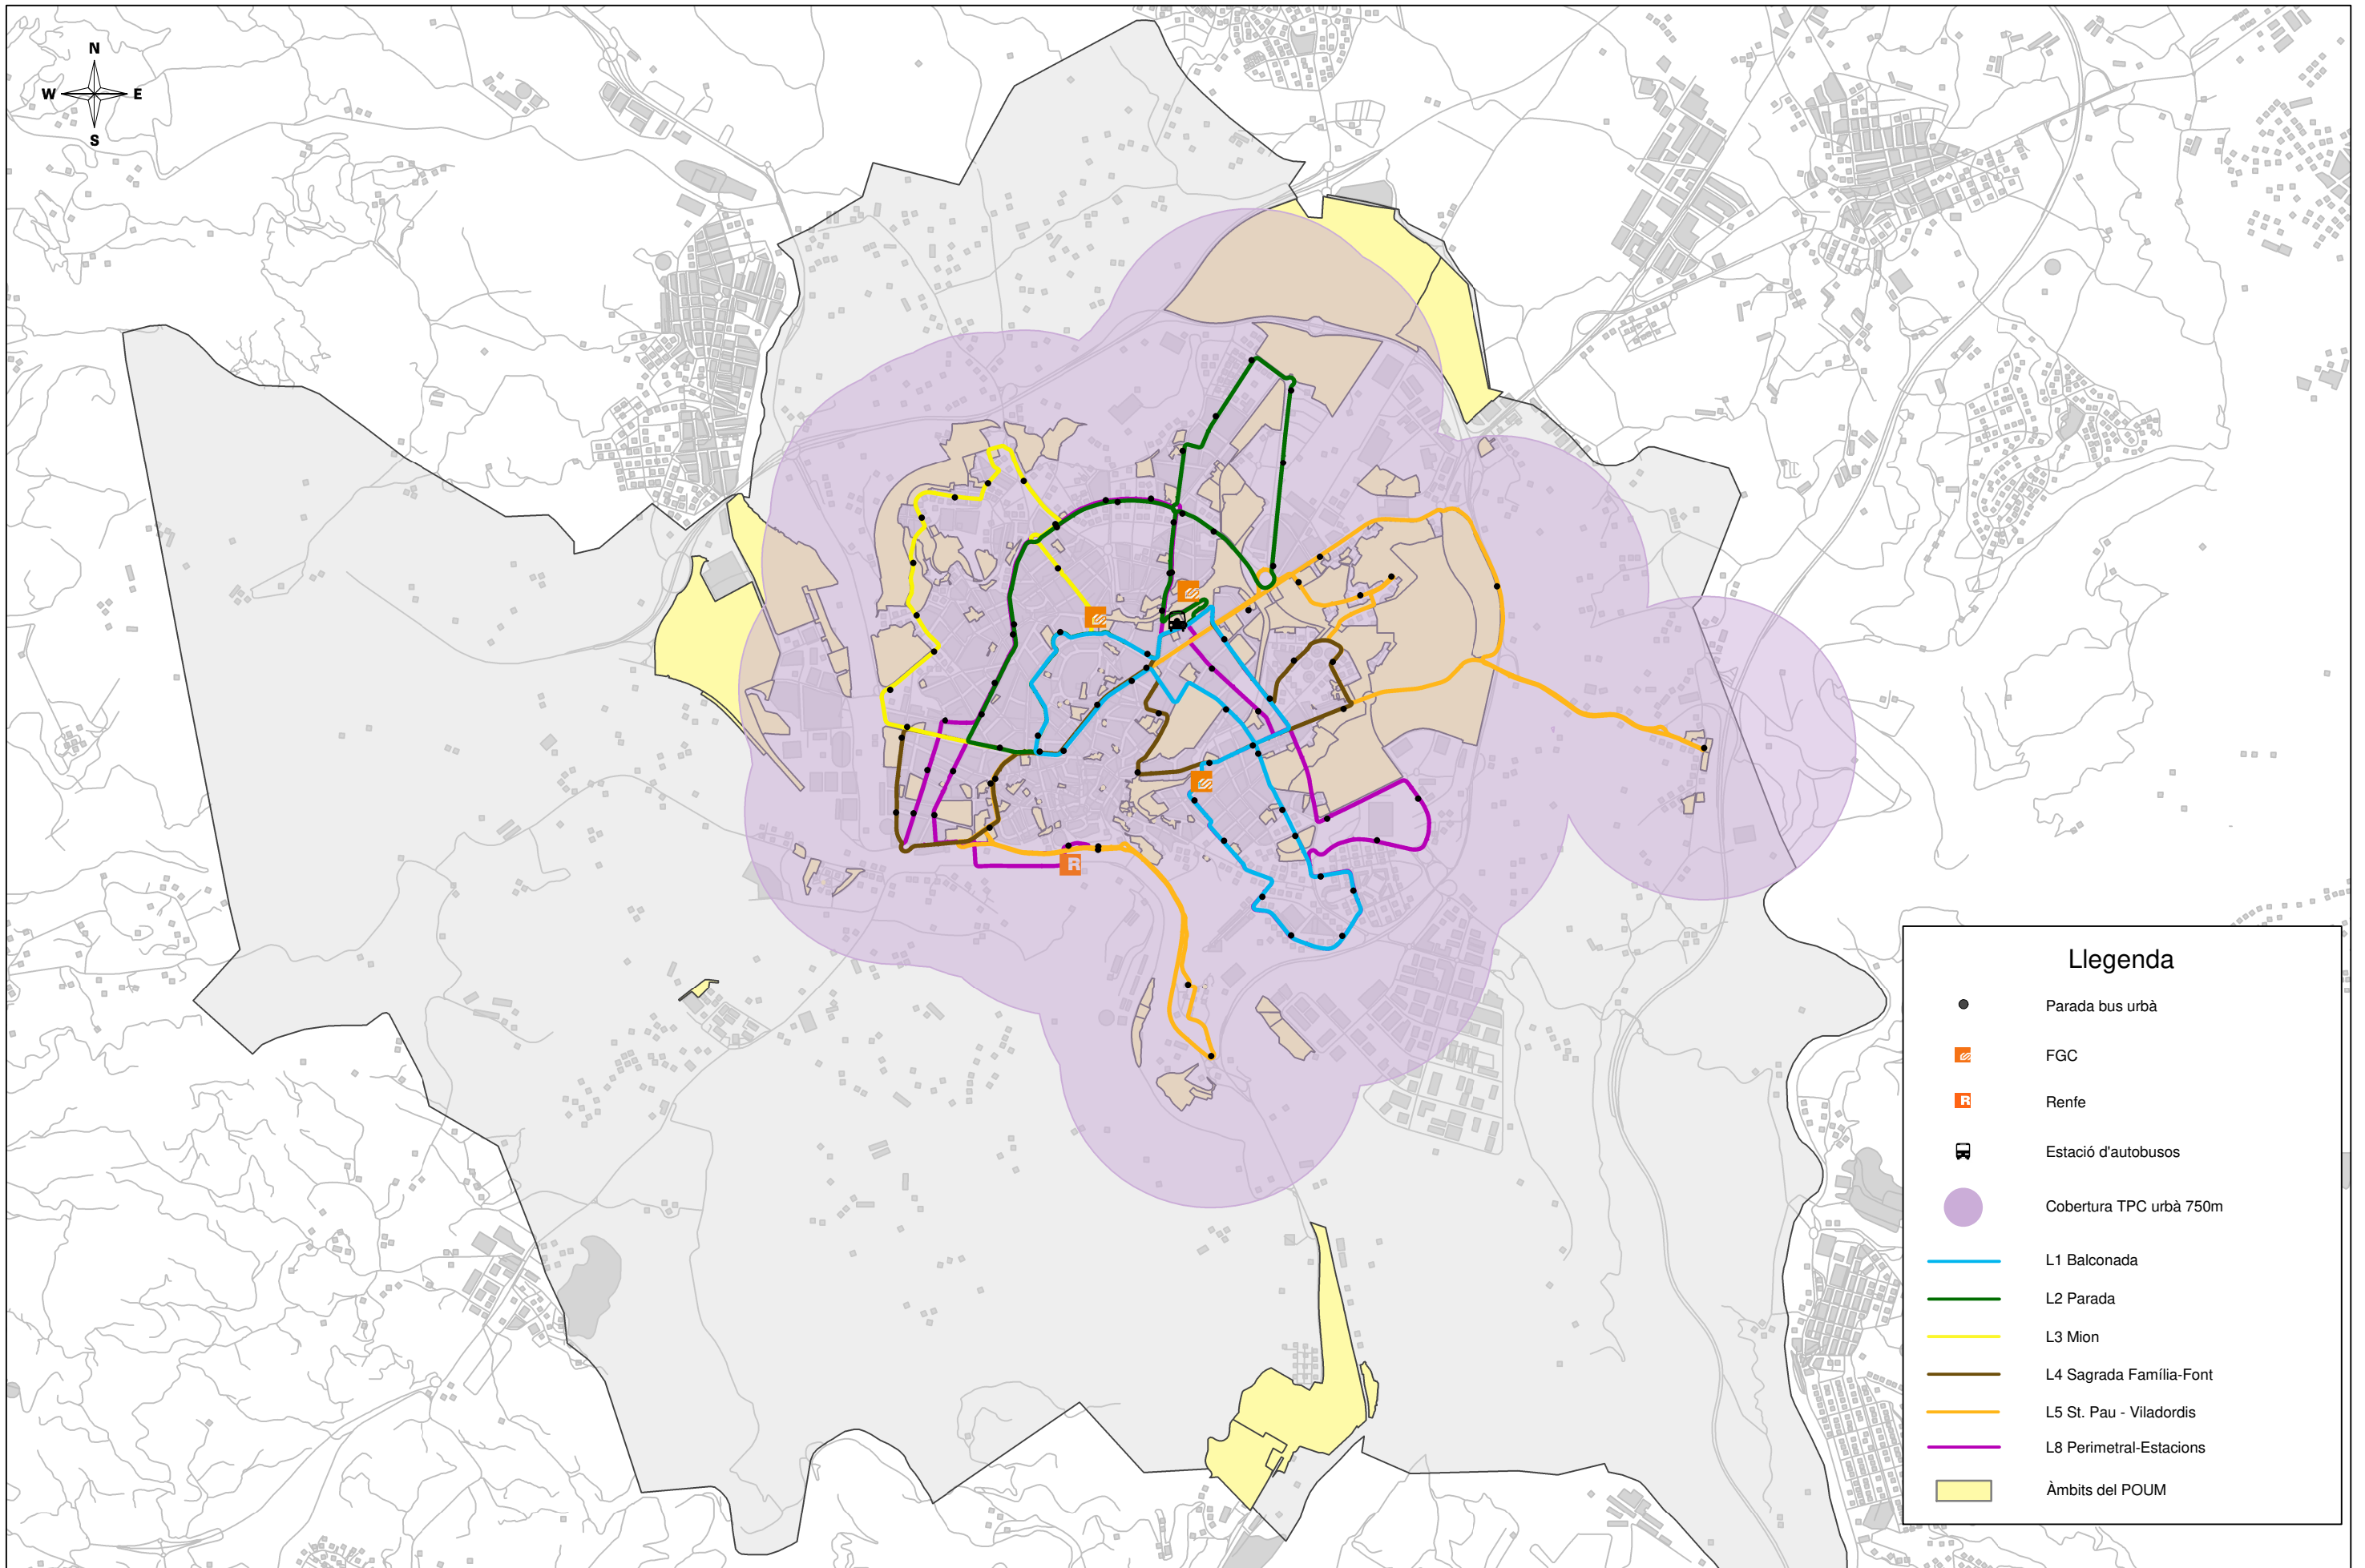 N
W E
S
R
Llegenda
Parada bus urbà
FGC
R Renfe
Estació d'autobusos
Cobertura TPC urbà 750m
L1 Balconada
L2 Parada
L3 Mion
L4 Sagrada Família-Font
L5 St. Pau - Viladordis
L8 Perimetral-Estacions
Àmbits del POUM